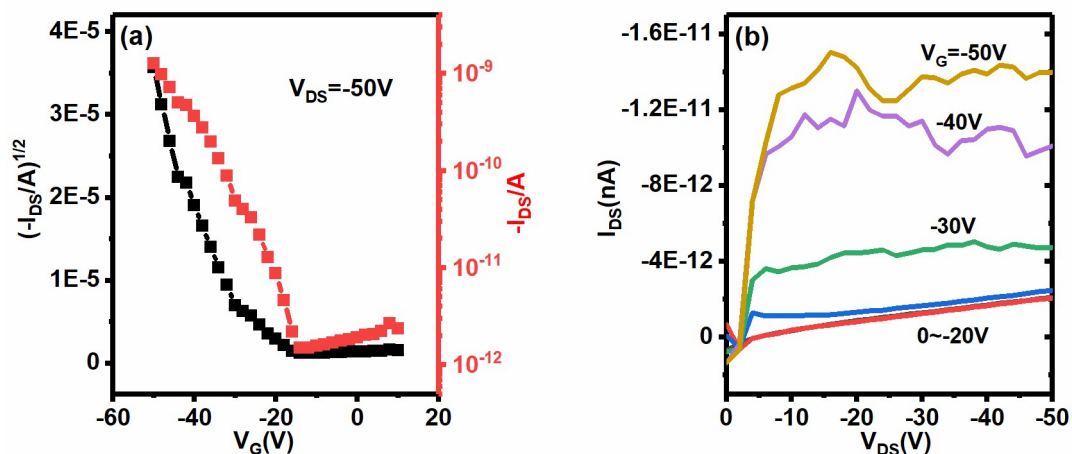 (a)
V_DS=-50V
(-I_DS/A)^1/2
4E-5
3E-5
2E-5
1E-5
0
-60
-40
-20
0
20
V_G(V)
10^-9
10^-10
10^-11
10^-12
-I_DS/A
(b)
V_G=-50V
-40V
-30V
0~-20V
I_DS(nA)
-1.6E-11
-1.2E-11
-8E-12
-4E-12
0
0
-10
-20
-30
-40
-50
V_DS(V)